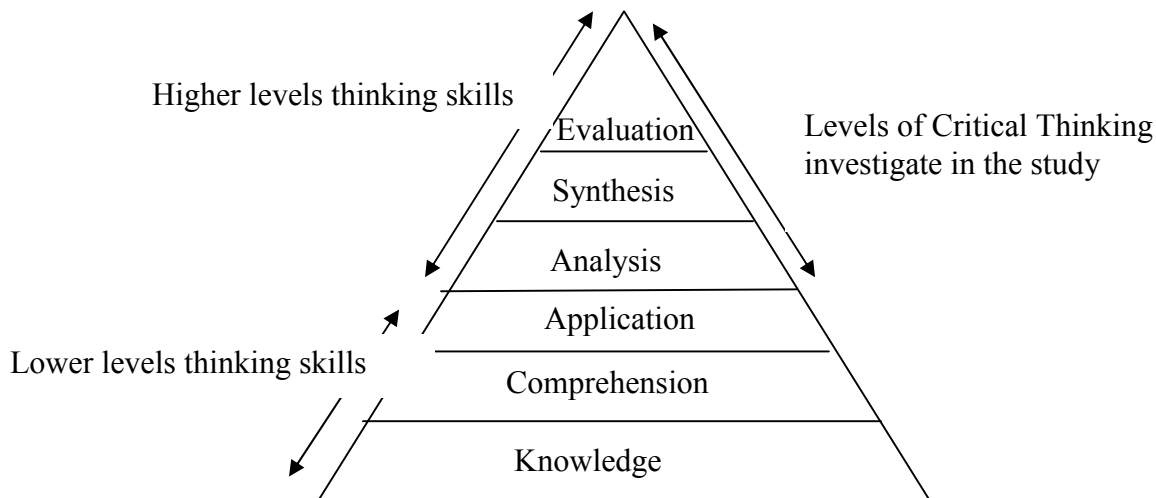 Higher levels thinking skills
Evaluation
Levels of Critical Thinking
investigate in the study
Synthesis
Analysis
Application
Lower levels thinking skills
Comprehension
Knowledge